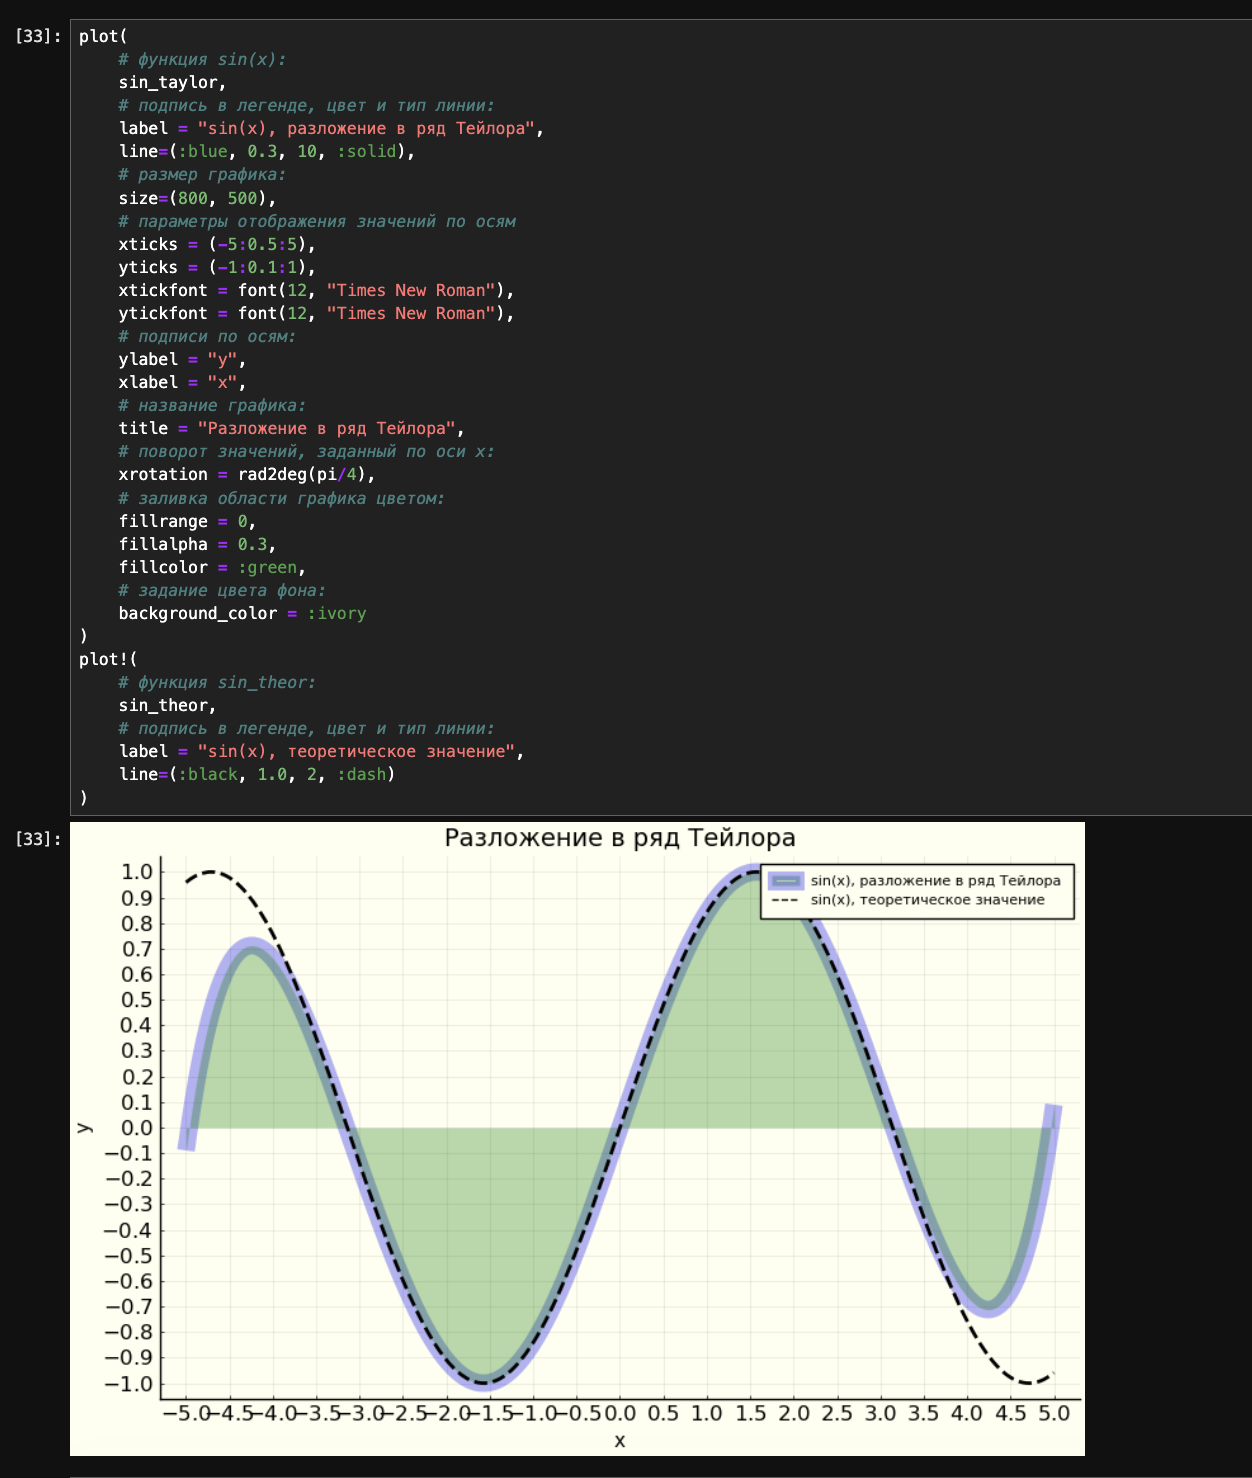 [33]: plot(
# функция sin(x):
sin_taylor,
# подпись в легенде, цвет и тип линии:
label = "sin(x), разложение в ряд Тейлора",
line=(:blue, 0.3, 10, :solid),
# размер графика:
size=(800, 500),
# параметры отображения значений по осям
xticks = (-5:0.5:5),
yticks = (-1:0.1:1),
xtickfont = font(12, "Times New Roman"),
ytickfont = font(12, "Times New Roman"),
# подписи по осям:
ylabel = "y",
xlabel = "x",
# название графика:
title = "Разложение в ряд Тейлора",
# поворот значений, заданный по оси x:
xrotation = rad2deg(pi/4),
# заливка области графика цветом:
fillrange = 0,
fillalpha = 0.3,
fillcolor = :green,
# задание цвета фона:
background_color = :ivory
)
plot!(
# функция sin_theor:
sin_theor,
# подпись в легенде, цвет и тип линии:
label = "sin(x), теоретическое значение",
line=(:black, 1.0, 2, :dash)
)
[33]:
Разложение в ряд Тейлора
sin(x), разложение в ряд Тейлора
sin(x), теоретическое значение
1.0
0.9
0.8
0.7
0.6
0.5
0.4
0.3
0.2
0.1
0.0
−0.1
−0.2
−0.3
−0.4
−0.5
−0.6
−0.7
−0.8
−0.9
−1.0
y
−5.0 −4.5 −4.0 −3.5 −3.0 −2.5 −2.0 −1.5 −1.0 −0.5 0.0 0.5 1.0 1.5 2.0 2.5 3.0 3.5 4.0 4.5 5.0
x